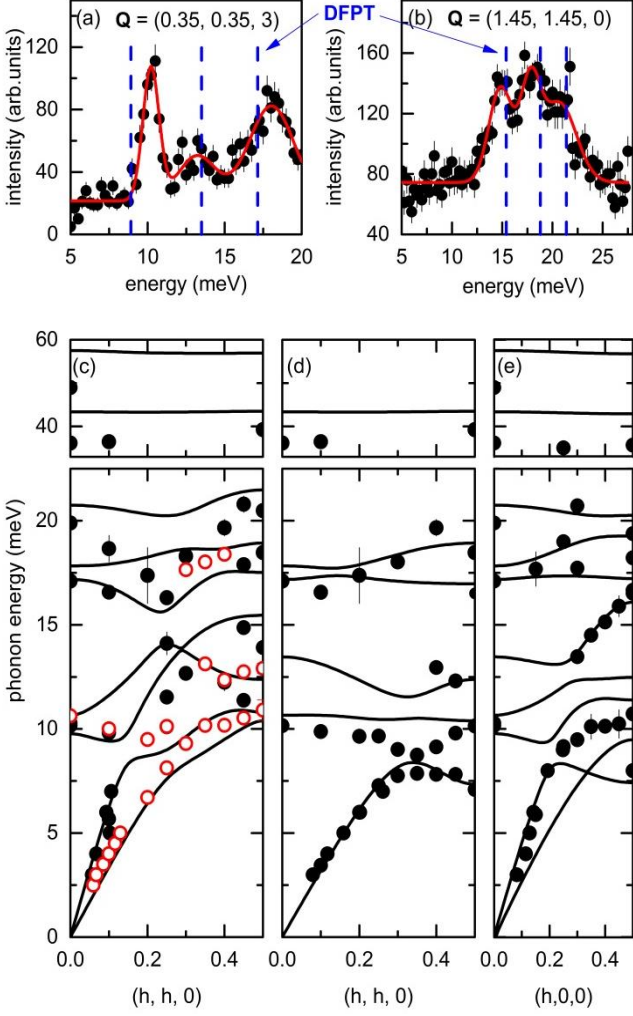 (a) Q = (0.35, 0.35, 3)
DFPT
(b) Q = (1.45, 1.45, 0)
intensity (arb.units)
120
80
40
0
5 10 15 20
energy (meV)
intensity (arb.units)
160
120
80
40
5 10 15 20 25
energy (meV)
phonon energy (meV)
60
40
20
15
10
5
0
(c)
(d)
(e)
0.0 0.2 0.4
0.0 0.2 0.4
0.0 0.2 0.4
(h, h, 0)
(h, h, 0)
(h,0,0)